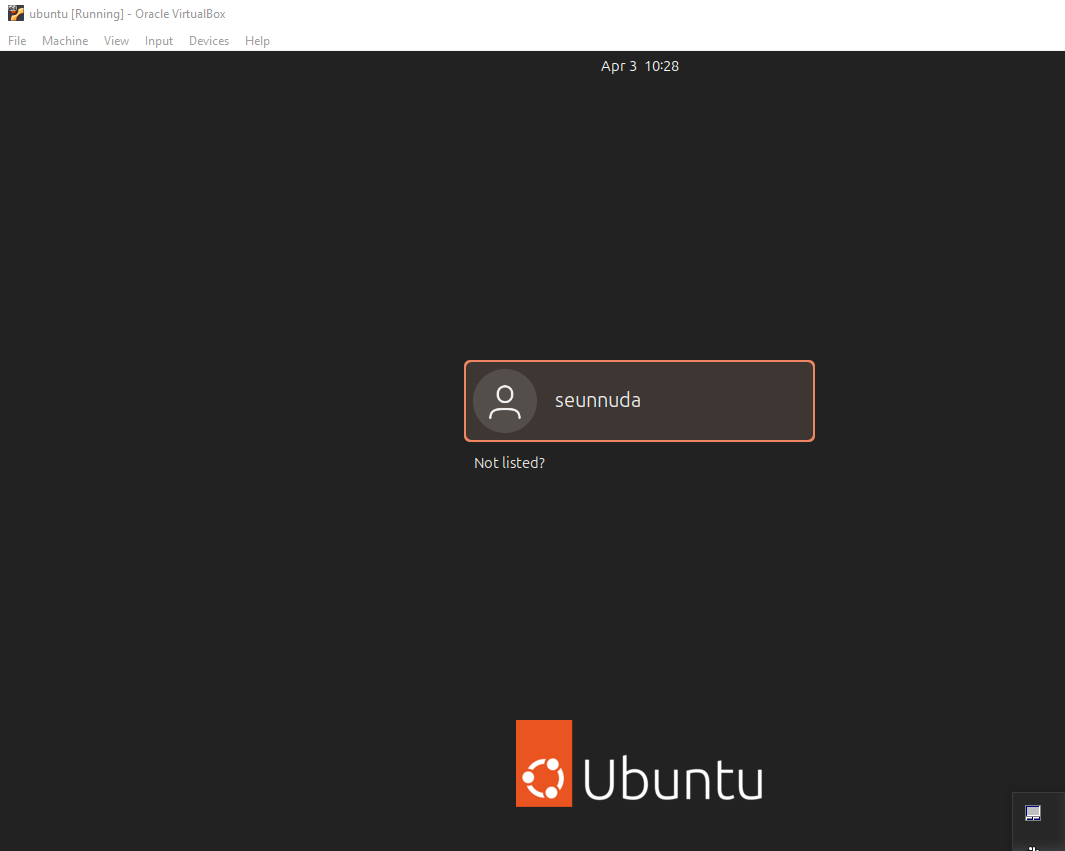 ubuntu [Running] - Oracle VirtualBox
File Machine View Input Devices Help
Apr 3 10:28
seunnuda
Not listed?
Ubuntu